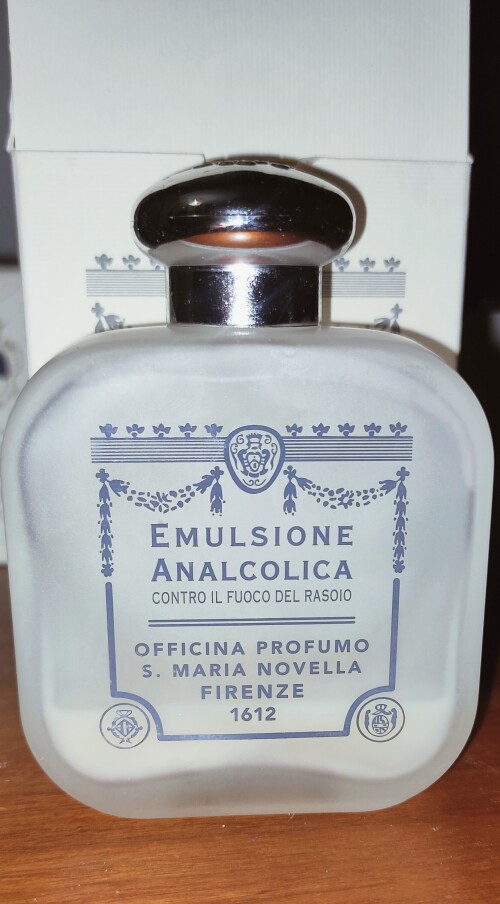 EMULSIONE
ANALCOLICA
CONTRO IL FUOCO DEL RASOIO
OFFICINA PROFUMO
S. MARIA NOVELLA
FIRENZE
1612